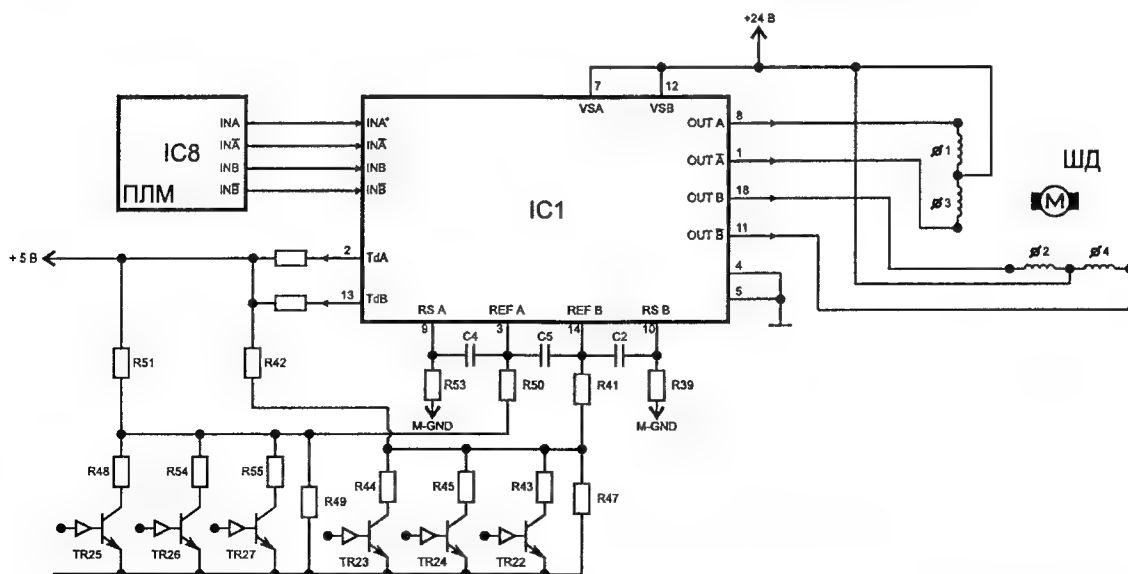 +24 В
7
12
VSA
VSB
INA
INA̅
INB
INB̅
IC8
ПЛМ
INA*
INA̅
INB
INB̅
IC1
OUT A
8
OUT A̅
1
OUT B
18
OUT B̅
11
4
5
ø1
ø3
ШД
M
ø2
ø4
+ 5 В
2
TdA
13
TdB
RS A
REF A
REF B
RS B
9
3
14
10
C4
C5
C2
R51
R42
R53
R50
R41
R39
M-GND
M-GND
R48
R54
R55
R49
R44
R45
R43
R47
TR25
TR26
TR27
TR23
TR24
TR22